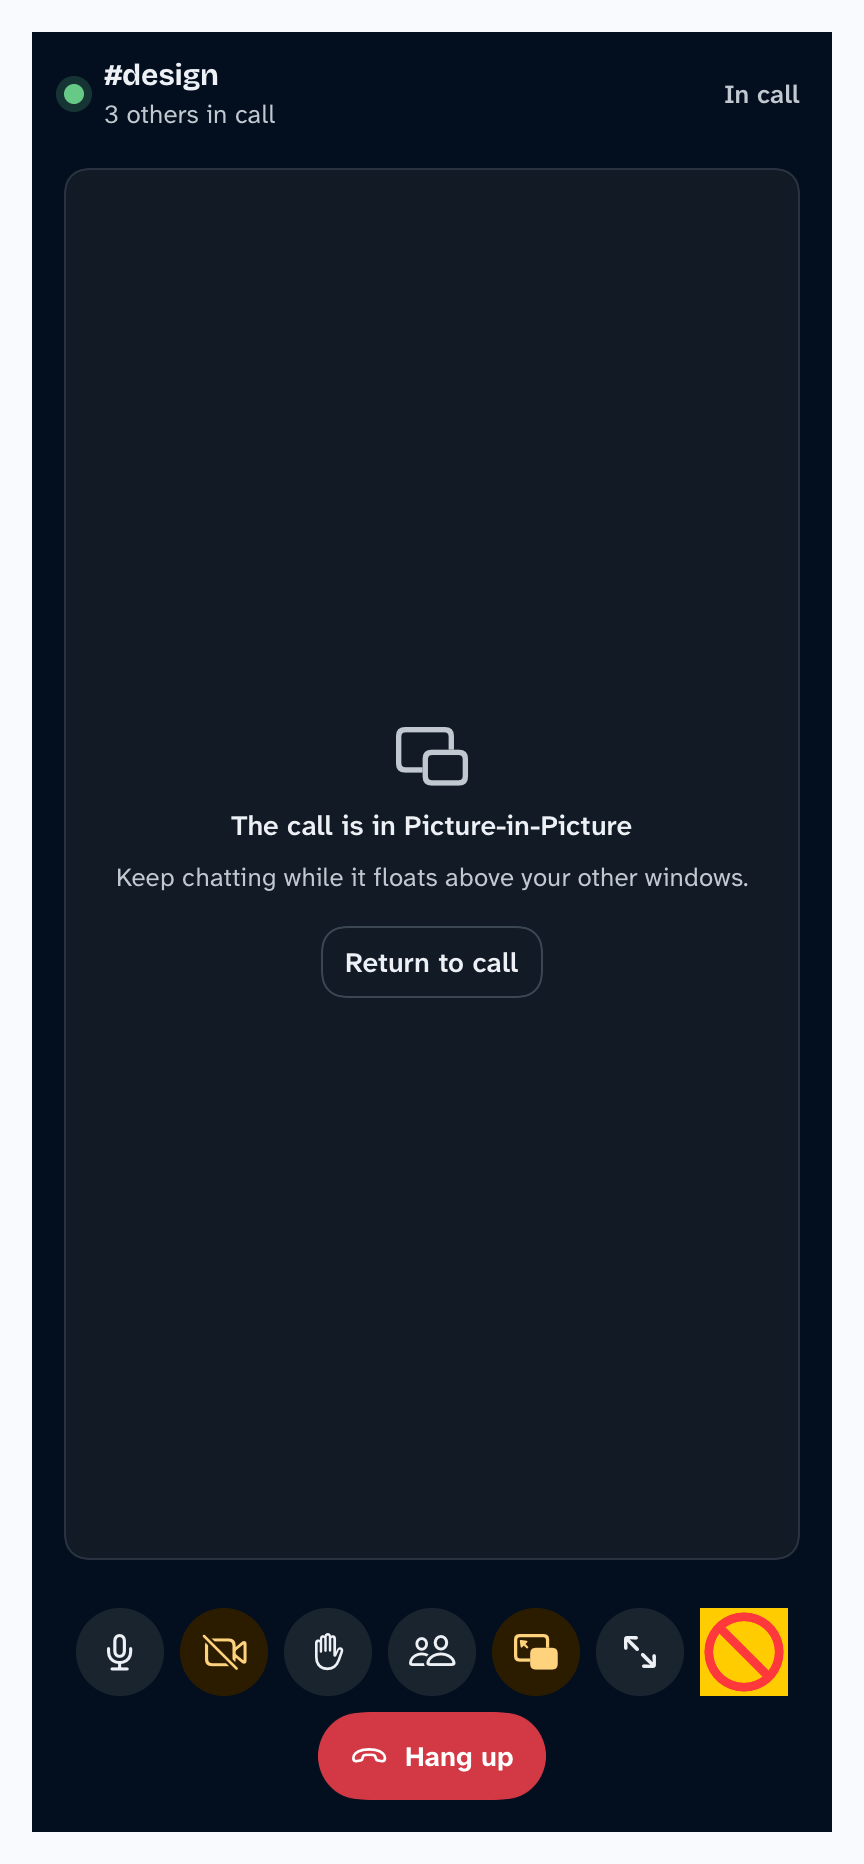 #design
3 others in call
In call
The call is in Picture-in-Picture
Keep chatting while it floats above your other windows.
Return to call
Hang up